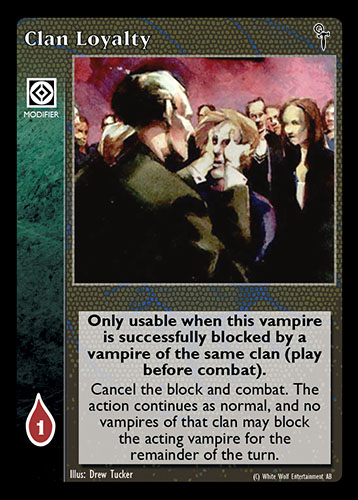 Clan Loyalty
MODIFIER
Only usable when this vampire
is successfully blocked by a
vampire of the same clan (play
before combat).
Cancel the block and combat. The
action continues as normal, and no
vampires of that clan may block
the acting vampire for the
remainder of the turn.
1
Illus: Drew Tucker
(C) White Wolf Entertainment AB